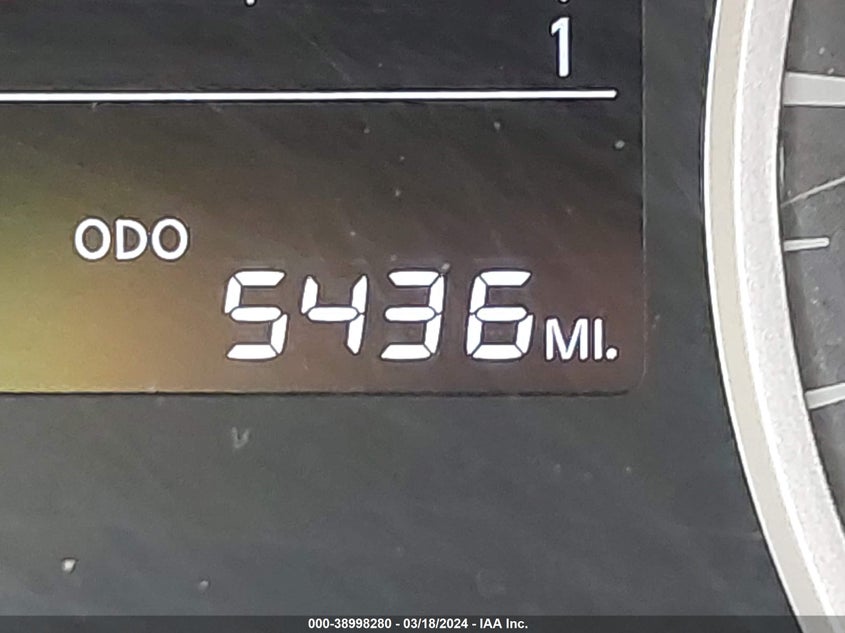 1
ODO
5436 MI.
000-38998280 - 03/18/2024 - IAA Inc.